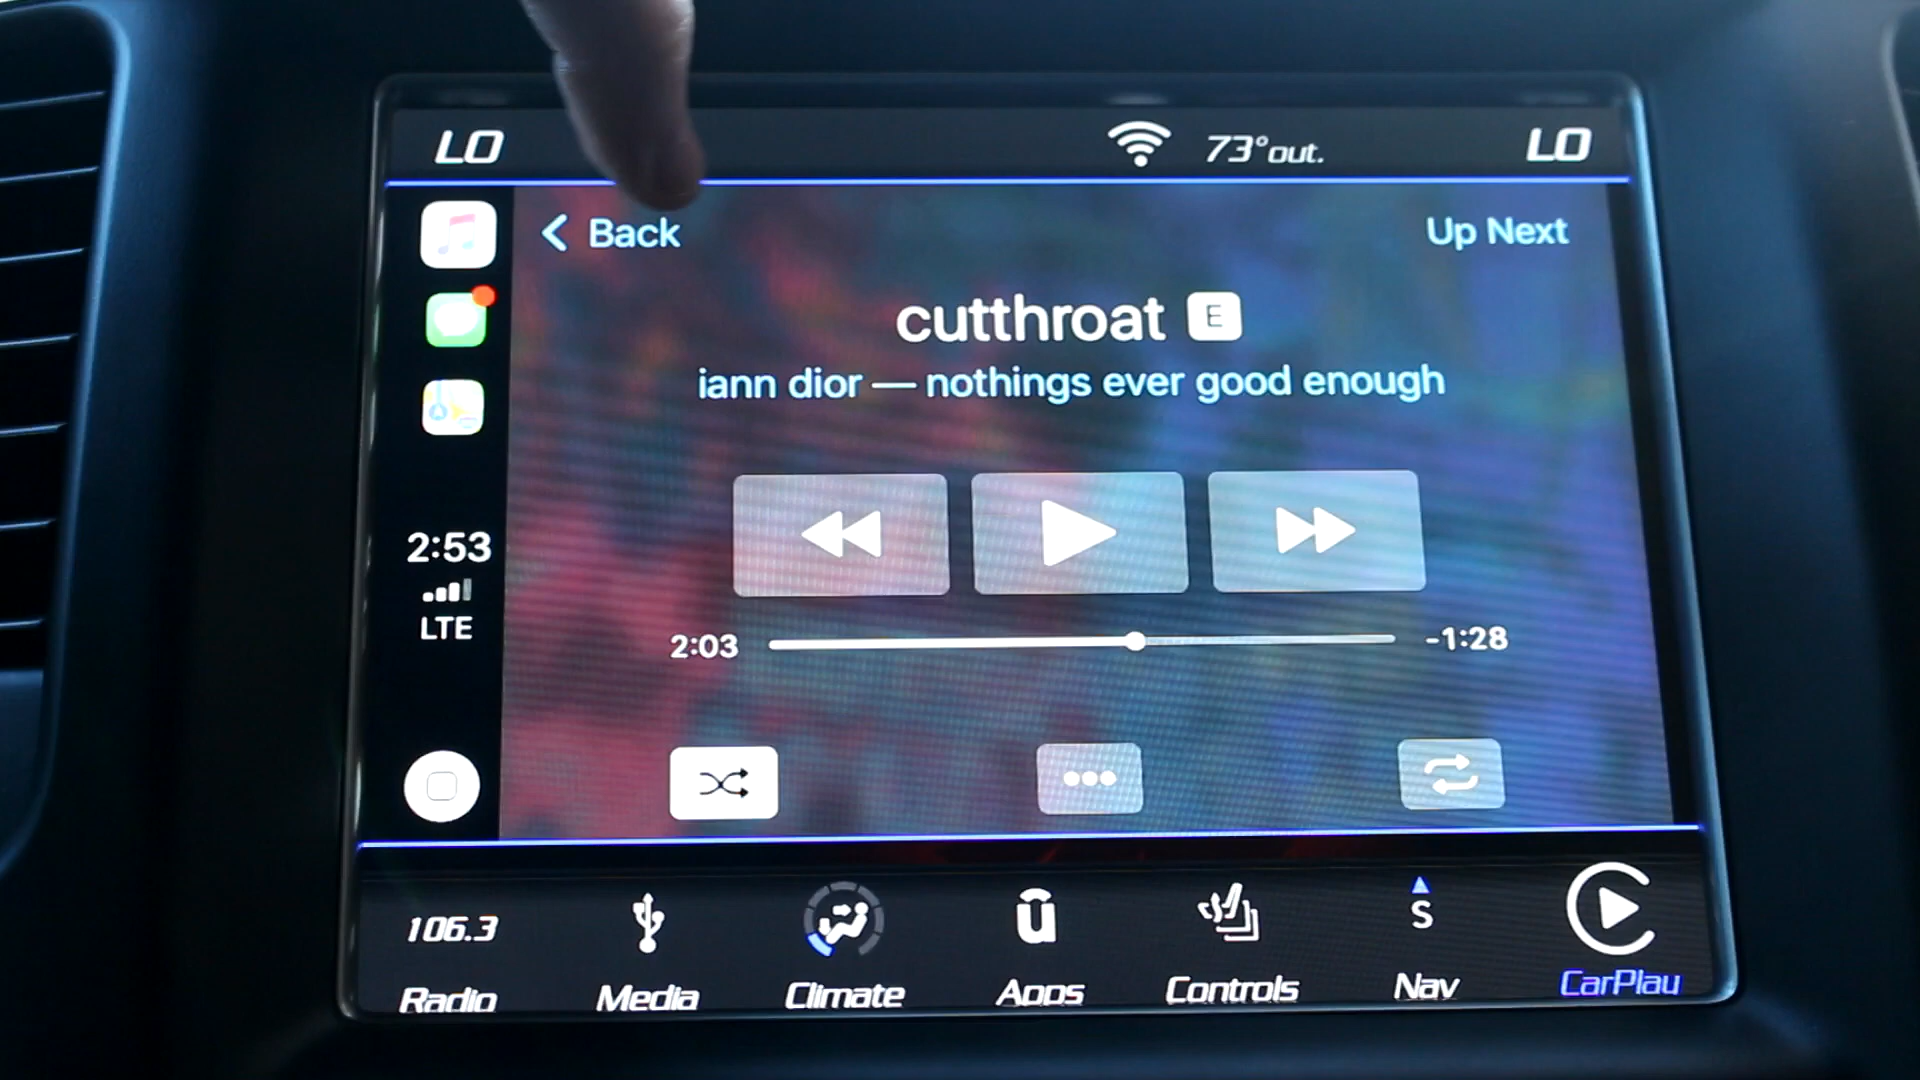 LO
73°out.
LO
Back
Up Next
cutthroat E
iann dior — nothings ever good enough
2:53
LTE
2:03
-1:28
106.3
S
Radio
Media
Climate
Apps
Controls
Nav
CarPlay